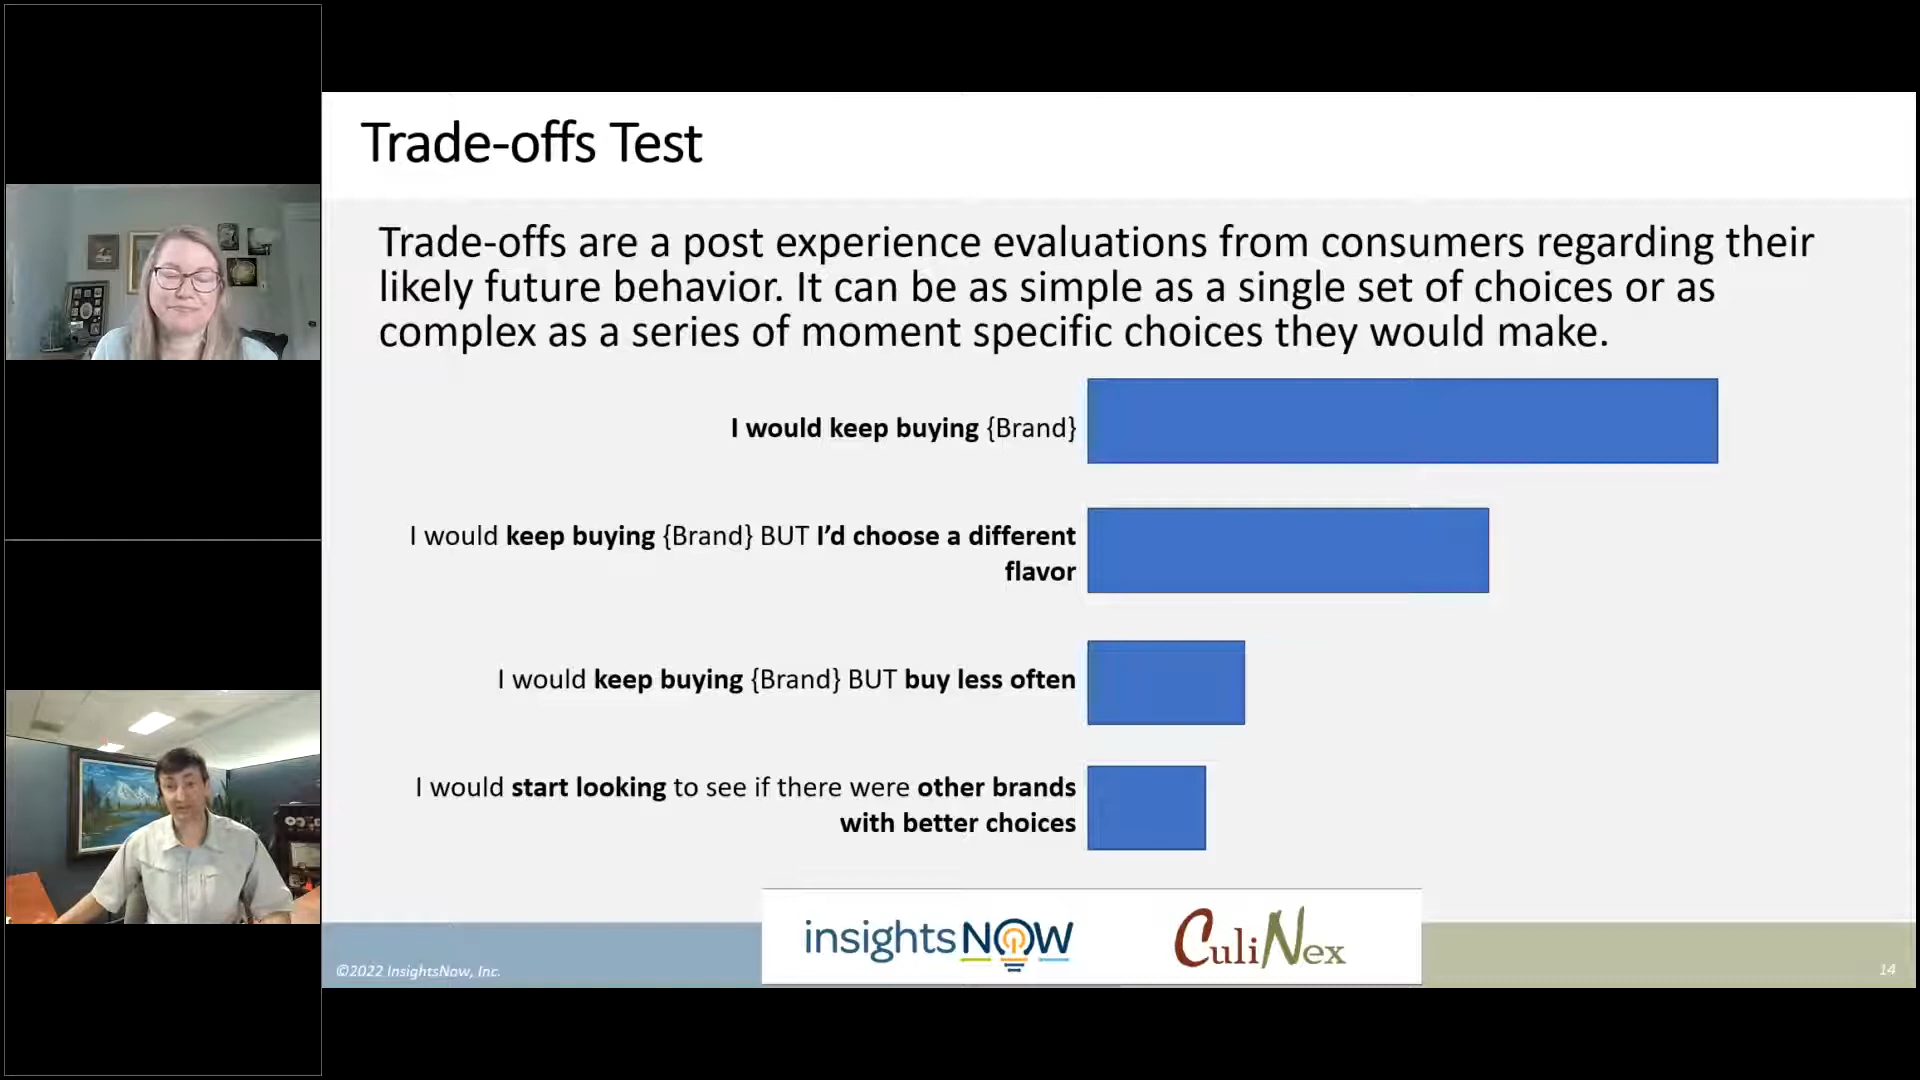 Trade-offs Test
Trade-offs are a post experience evaluations from consumers regarding their
likely future behavior. It can be as simple as a single set of choices or as
complex as a series of moment specific choices they would make.
I would keep buying {Brand}
I would keep buying {Brand} BUT I’d choose a different
flavor
I would keep buying {Brand} BUT buy less often
I would start looking to see if there were other brands
with better choices
insightsNOW
CuliNex
©2022 InsightsNow, Inc.
14